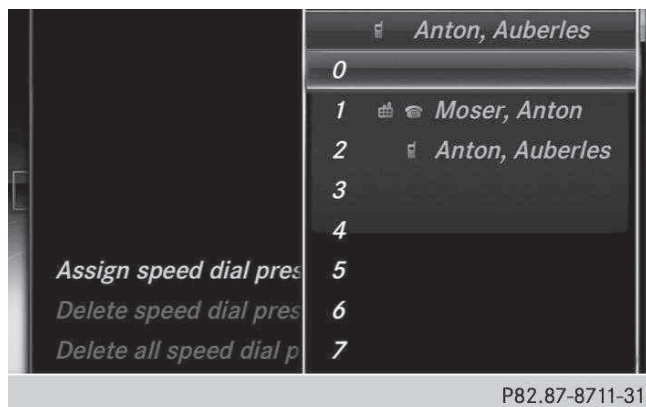 Anton, Auberles
0
1 Moser, Anton
2 Anton, Auberles
3
4
Assign speed dial pres 5
Delete speed dial pres 6
Delete all speed dial p 7
P82.87-8711-31